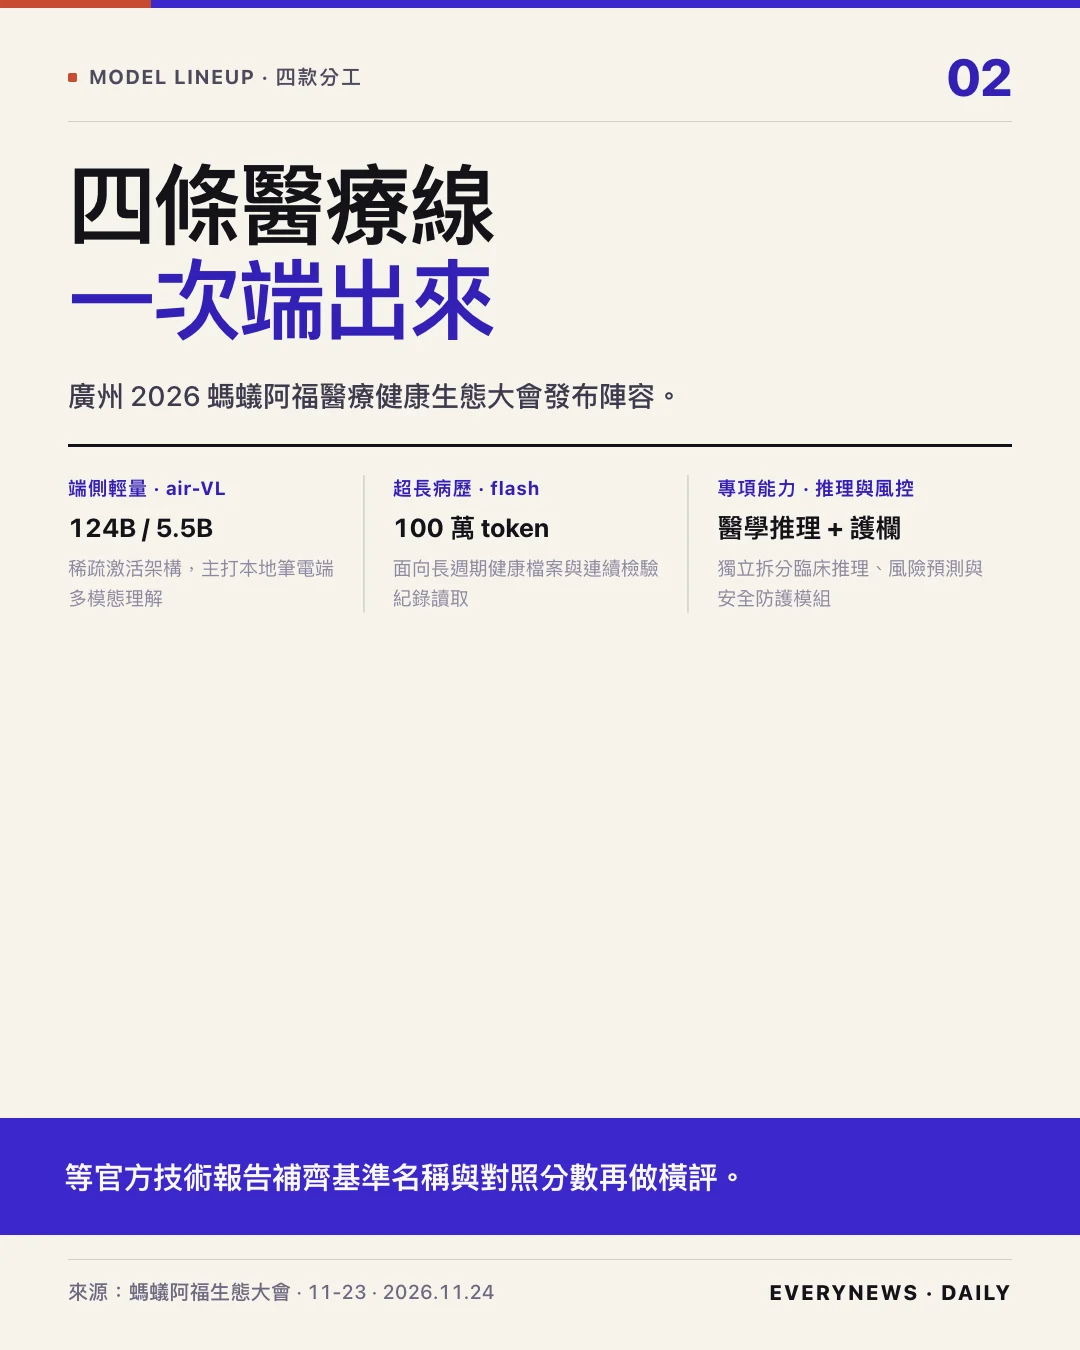 MODEL LINEUP · 四款分工
02
四條醫療線
一次端出來
廣州 2026 螞蟻阿福醫療健康生態大會發布陣容。
端側輕量 · air-VL
124B / 5.5B
稀疏激活架構，主打本地筆電端
多模態理解
超長病歷 · flash
100 萬 token
面向長週期健康檔案與連續檢驗
紀錄讀取
專項能力 · 推理與風控
醫學推理 + 護欄
獨立拆分臨床推理、風險預測與
安全防護模組
等官方技術報告補齊基準名稱與對照分數再做橫評。
來源：螞蟻阿福生態大會 · 11-23 · 2026.11.24
EVERYNEWS · DAILY